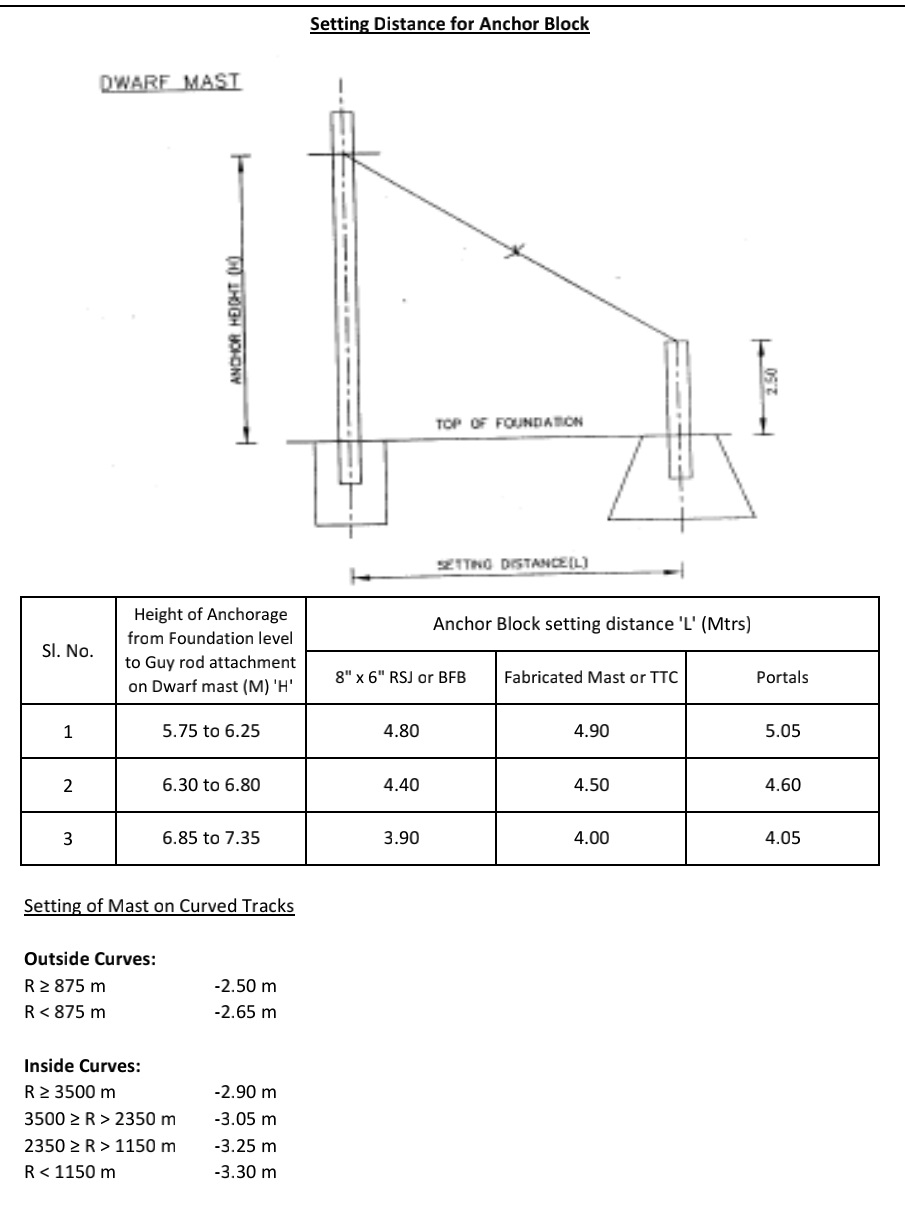 Setting Distance for Anchor Block
DWARF MAST
ANCHOR HEIGHT (H)
2.50
TOP OF FOUNDATION
SETTING DISTANCE(L)
Sl. No.
Height of Anchorage
from Foundation level
to Guy rod attachment
on Dwarf mast (M) 'H'
Anchor Block setting distance 'L' (Mtrs)
8" x 6" RSJ or BFB
Fabricated Mast or TTC
Portals
1 5.75 to 6.25 4.80 4.90 5.05
2 6.30 to 6.80 4.40 4.50 4.60
3 6.85 to 7.35 3.90 4.00 4.05
Setting of Mast on Curved Tracks
Outside Curves:
R ≥ 875 m -2.50 m
R < 875 m -2.65 m
Inside Curves:
R ≥ 3500 m -2.90 m
3500 ≥ R > 2350 m -3.05 m
2350 ≥ R > 1150 m -3.25 m
R < 1150 m -3.30 m